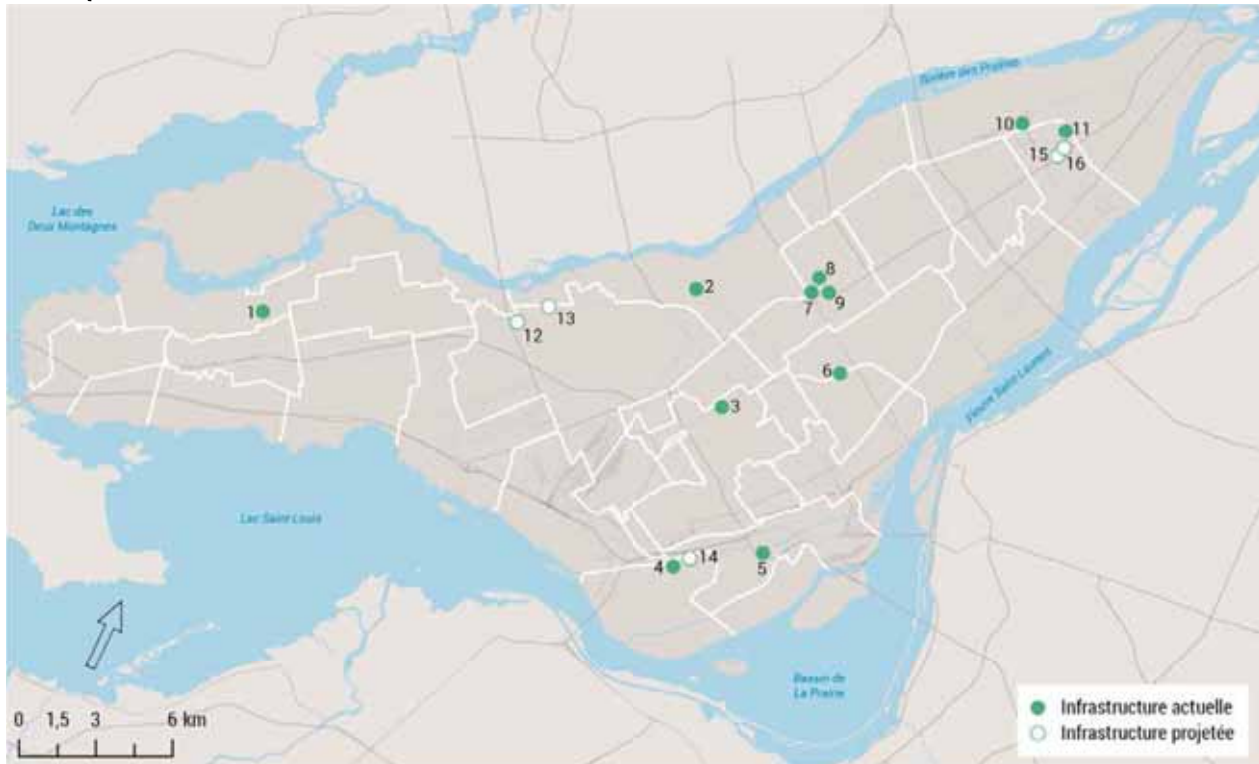 Rivière des Prairies
10
11
15
16
Lac des
Deux Montagnes
8
2
7
9
1
13
12
6
Fleuve Saint-Laurent
3
Lac Saint-Louis
14
4
5
Bassin de
La Prairie
0 1,5 3 6 km
Infrastructure actuelle
Infrastructure projetée